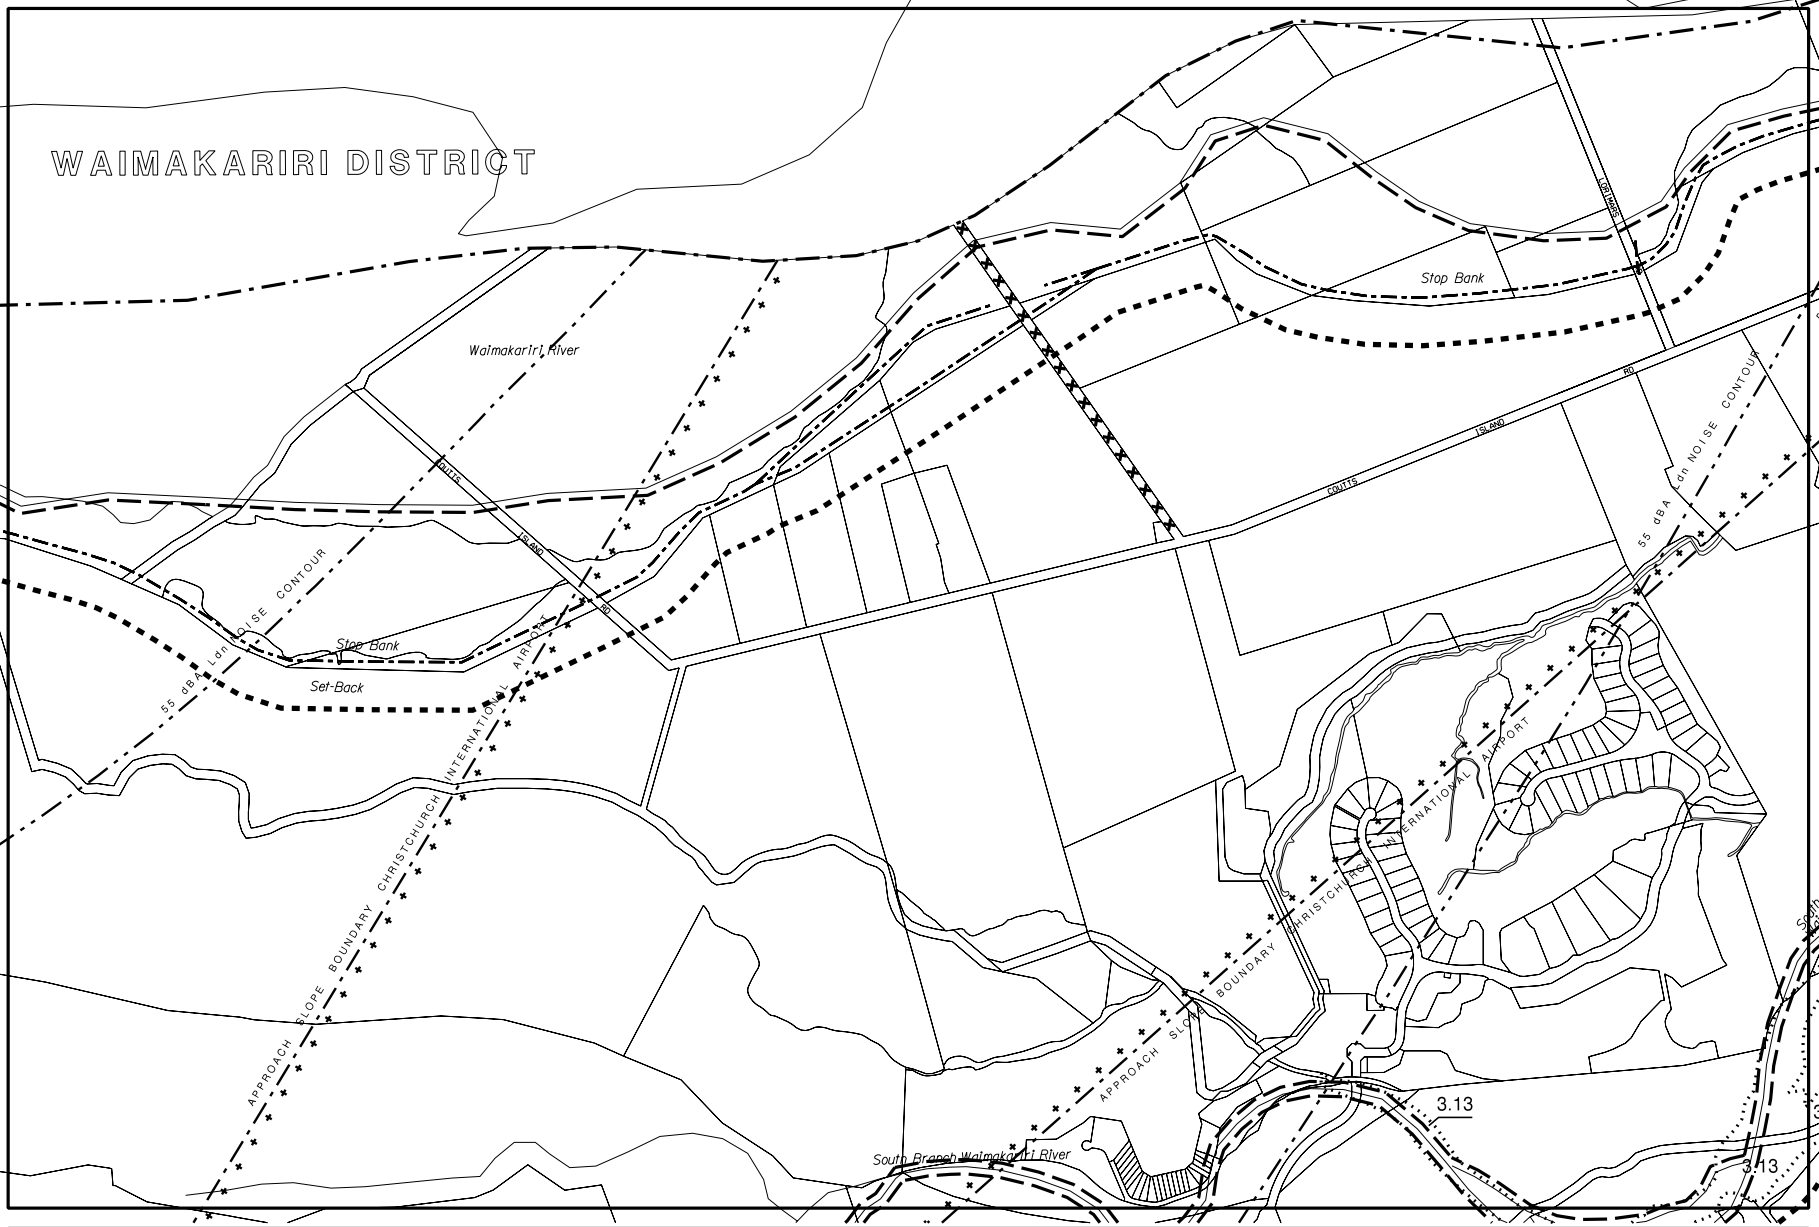 WAIMAKARIRI DISTRICT
LORIMARS
Stop Bank
Waimakariri River
ISLAND
RD
COUTTS
COUTTS
ISLAND
RD
55 dBA Ldn NOISE CONTOUR
55 dBA Ldn NOISE CONTOUR
Stop Bank
Set-Back
APPROACH SLOPE BOUNDARY CHRISTCHURCH INTERNATIONAL AIRPORT
APPROACH SLOPE BOUNDARY CHRISTCHURCH INTERNATIONAL AIRPORT
South
3.13
South Branch Waimakariri River
3.13